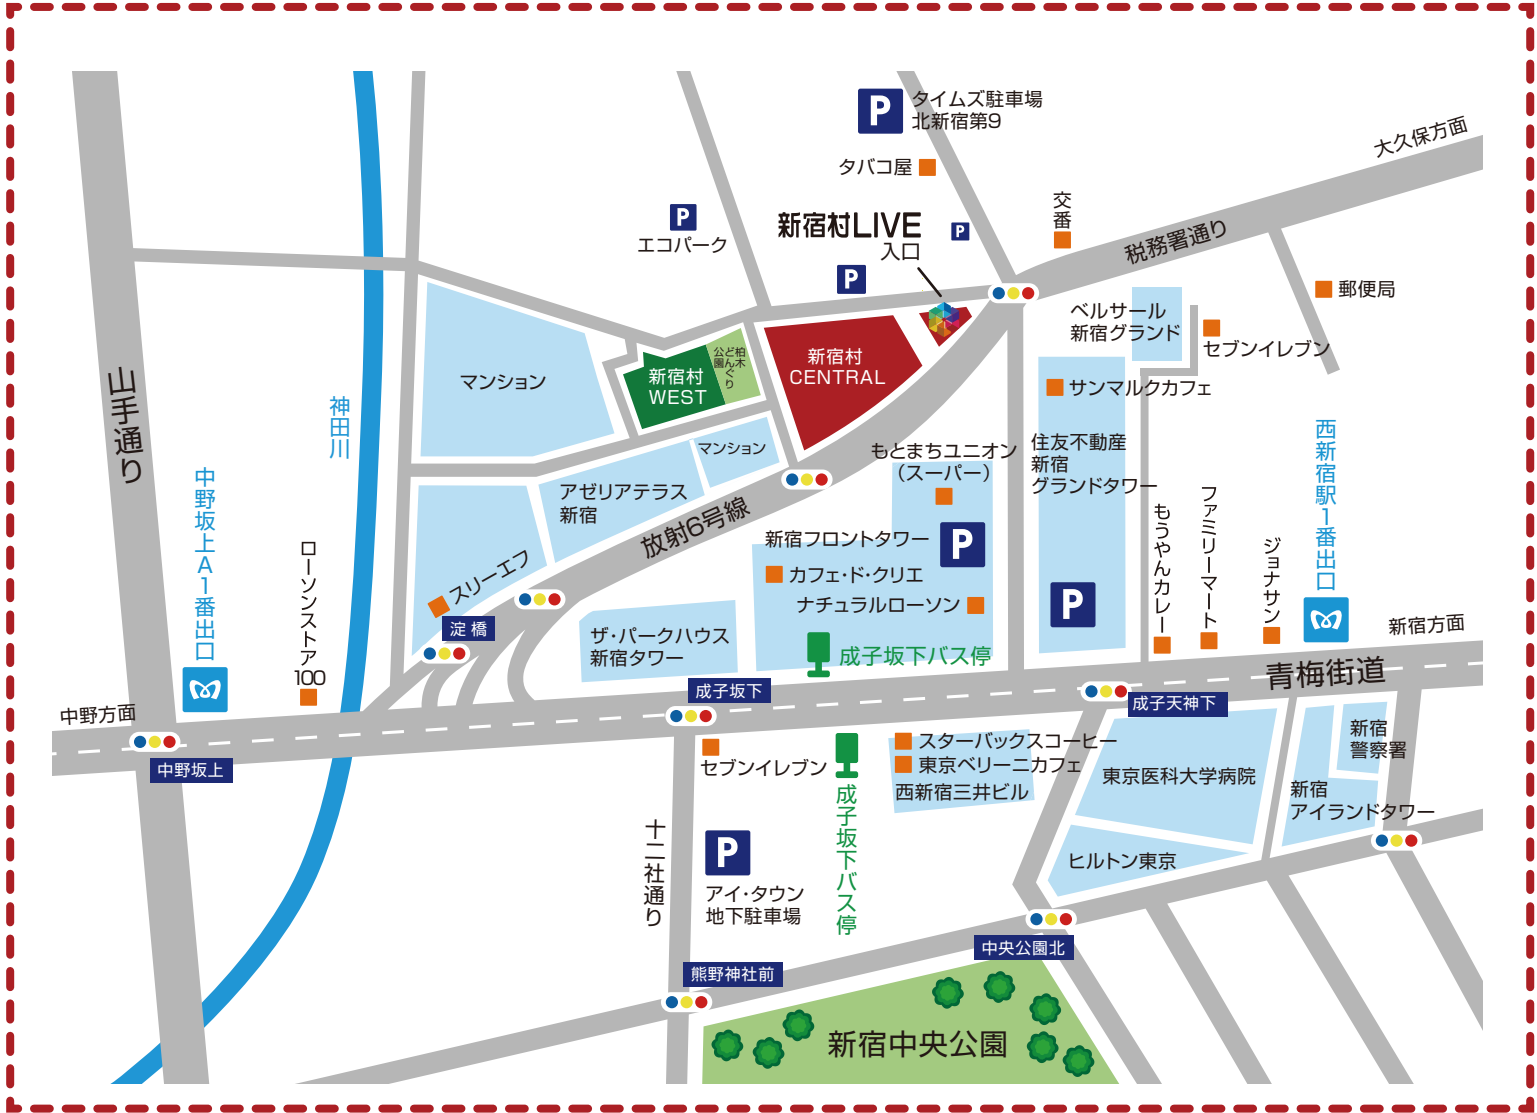 タイムズ駐車場
北新宿第9
P
タバコ屋
大久保方面
交
番
P
エコパーク
新宿村LIVE
入口
P
P
税務署通り
郵便局
ベルサール
新宿グランド
セブンイレブン
マンション
新宿村
WEST
柏木
どんぐり
公園
新宿村
CENTRAL
サンマルクカフェ
山手通り
神田川
中野坂上A1番出口
西新宿駅1番出口
マンション
アゼリアテラス
新宿
放射6号線
もとまちユニオン
(スーパー)
住友不動産
新宿
グランドタワー
もうやんカレー
ファミリーマート
ジョナサン
新宿フロントタワー
P
カフェ・ド・クリエ
ナチュラルローソン
P
ローソンストア
100
スリーエフ
淀橋
ザ・パークハウス
新宿タワー
成子坂下バス停
新宿方面
青梅街道
中野方面
中野坂上
成子坂下
成子天神下
セブンイレブン
成子坂下バス停
スターバックスコーヒー
東京ベリーニカフェ
西新宿三井ビル
東京医科大学病院
新宿
警察署
新宿
アイランドタワー
ヒルトン東京
十二社通り
P
アイ・タウン
地下駐車場
中央公園北
熊野神社前
新宿中央公園